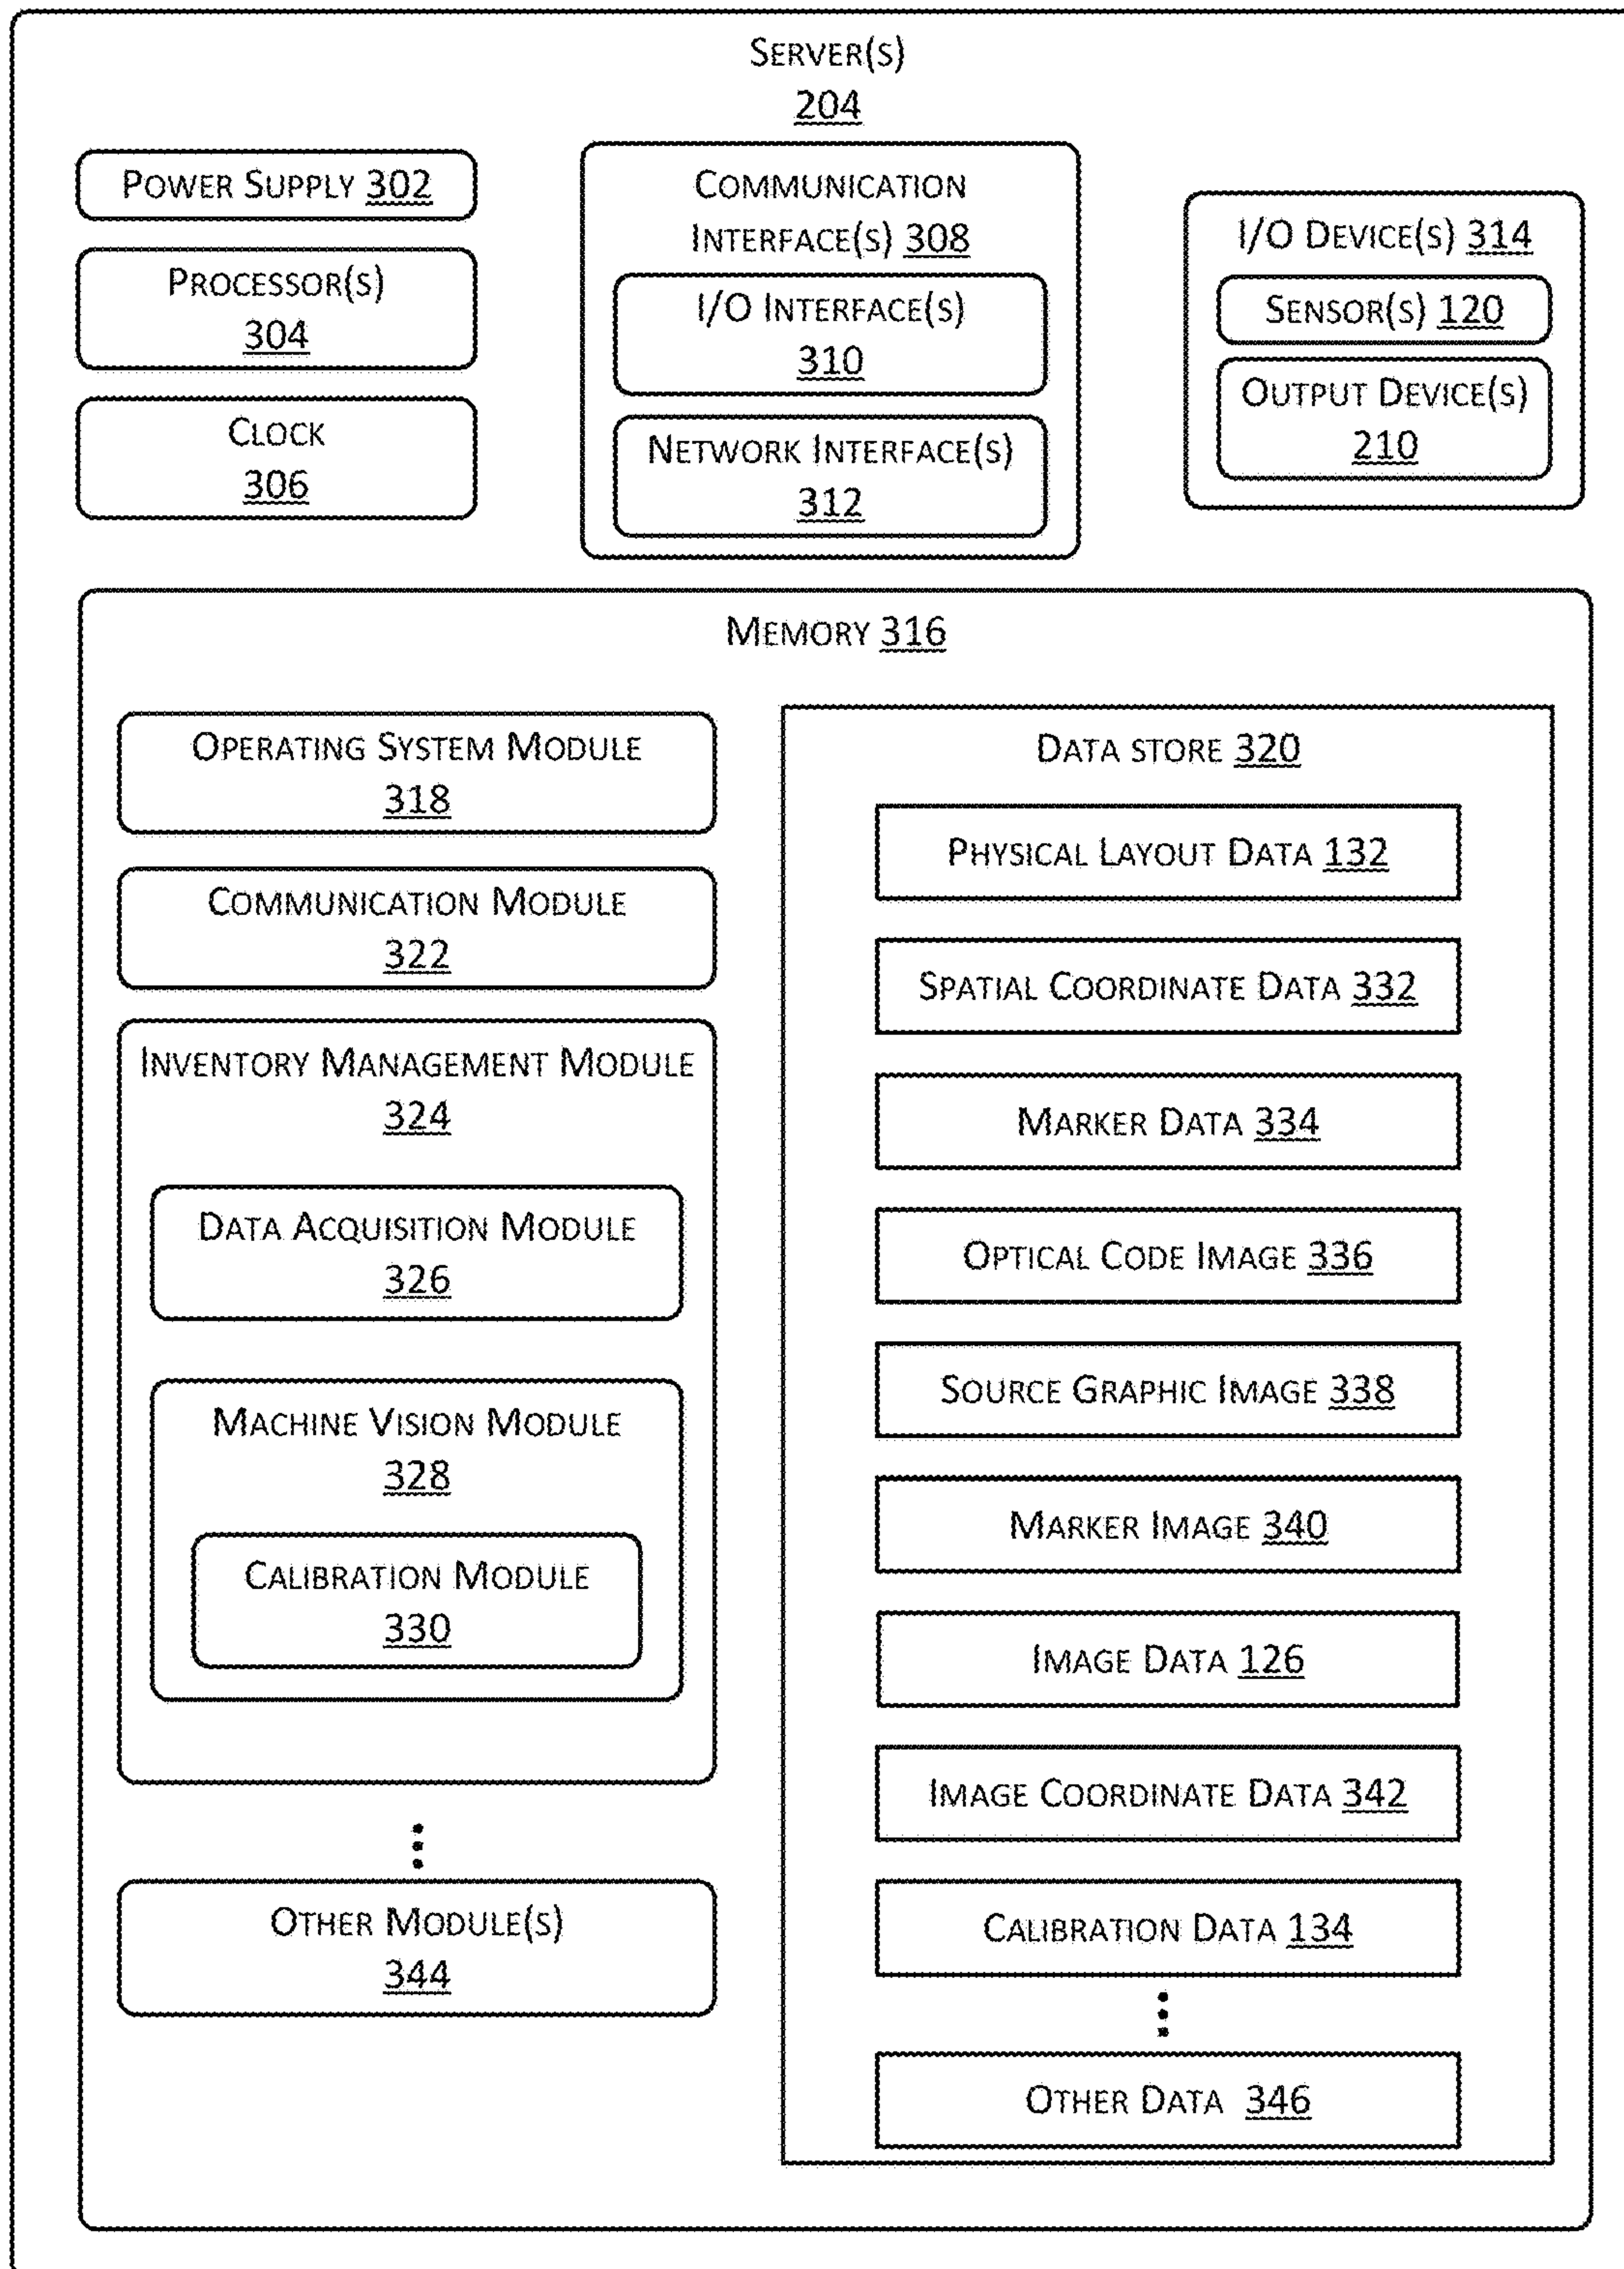 SERVER(S)
204
POWER SUPPLY 302
PROCESSOR(S)
304
CLOCK
306
COMMUNICATION
INTERFACE(S) 308
I/O INTERFACE(S)
310
NETWORK INTERFACE(S)
312
I/O DEVICE(S) 314
SENSOR(S) 120
OUTPUT DEVICE(S)
210
MEMORY 316
OPERATING SYSTEM MODULE
318
COMMUNICATION MODULE
322
INVENTORY MANAGEMENT MODULE
324
DATA ACQUISITION MODULE
326
MACHINE VISION MODULE
328
CALIBRATION MODULE
330
OTHER MODULE(S)
344
DATA STORE 320
PHYSICAL LAYOUT DATA 132
SPATIAL COORDINATE DATA 332
MARKER DATA 334
OPTICAL CODE IMAGE 336
SOURCE GRAPHIC IMAGE 338
MARKER IMAGE 340
IMAGE DATA 126
IMAGE COORDINATE DATA 342
CALIBRATION DATA 134
OTHER DATA 346